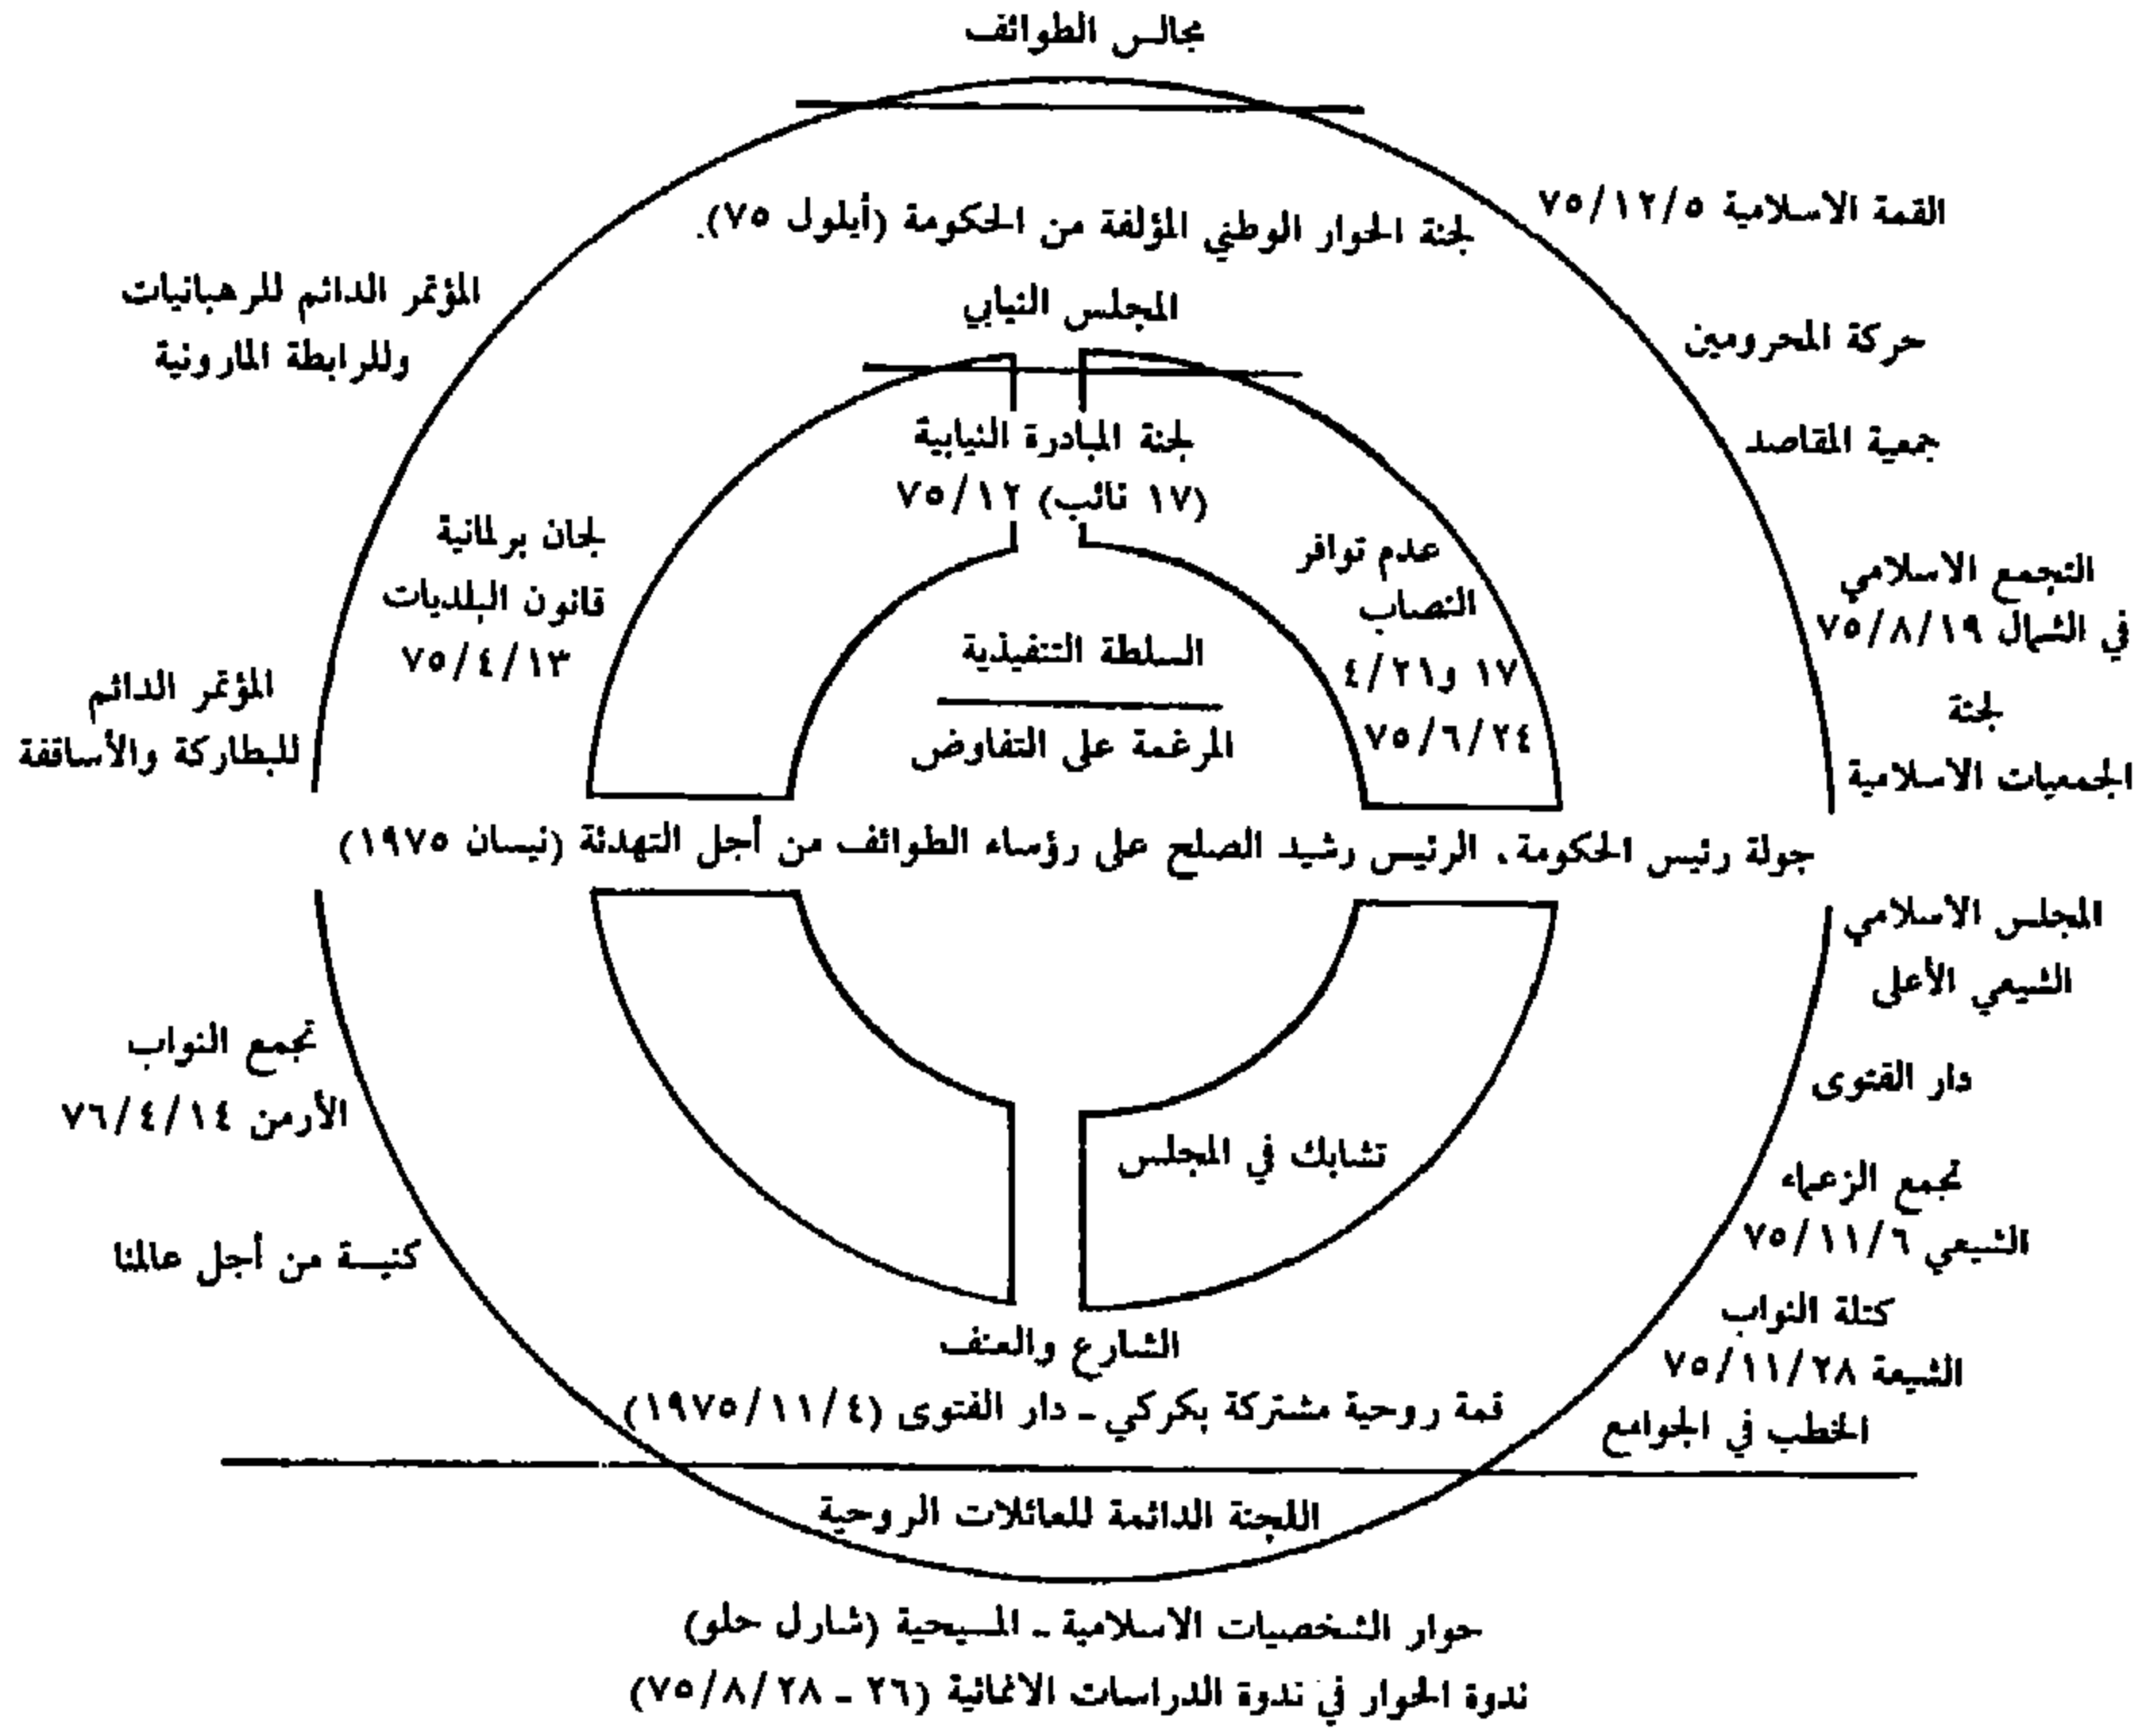 مجالس الطوائف
القمة الاسلامية ٧٥/١٢/٥
لجنة الحوار الوطني المؤلفة من الحكومة (أيلول ٧٥).
المؤتمر الدائم للرهبانيات
وللرابطة المارونية
المجلس النيابي
حركة المحرومين
جمعية المقاصد
لجنة المبادرة النيابية
(١٧ نائب) ٧٥/١٢
لجان برلمانية
قانون البلديات
٧٥/٤/١٣
عدم توافر
النصاب
١٧ و٤/٢٦
٧٥/٦/٢٤
التجمع الاسلامي
في الشمال ٧٥/٨/١٩
السلطة التنفيذية
المرغمة على التفاوض
المؤتمر الدائم
للبطاركة والأساقفة
لجنة
الجمعيات الاسلامية
جولة رئيس الحكومة، الرئيس رشيد الصلح على رؤساء الطوائف من أجل التهدئة (نيسان ١٩٧٥)
المجلس الاسلامي
الشيعي الأعلى
تجمع النواب
الأرمن ٧٦/٤/١٤
دار الفتوى
تشابك في المجلس
تجمع الزعماء
الشيعي ٧٥/١١/٦
كنيسة من أجل عالمنا
كتلة النواب
الشيعة ٧٥/١١/٢٨
الشارع والعنف
قمة روحية مشتركة بكركي ـ دار الفتوى (١٩٧٥/١١/٤)
الخطب في الجوامع
اللجنة الدائمة للعائلات الروحية
حوار الشخصيات الاسلامية ـ المسيحية (شارل حلو)
ندوة الحوار في ندوة الدراسات الانمائية (٢٦ ـ ٧٥/٨/٢٨)